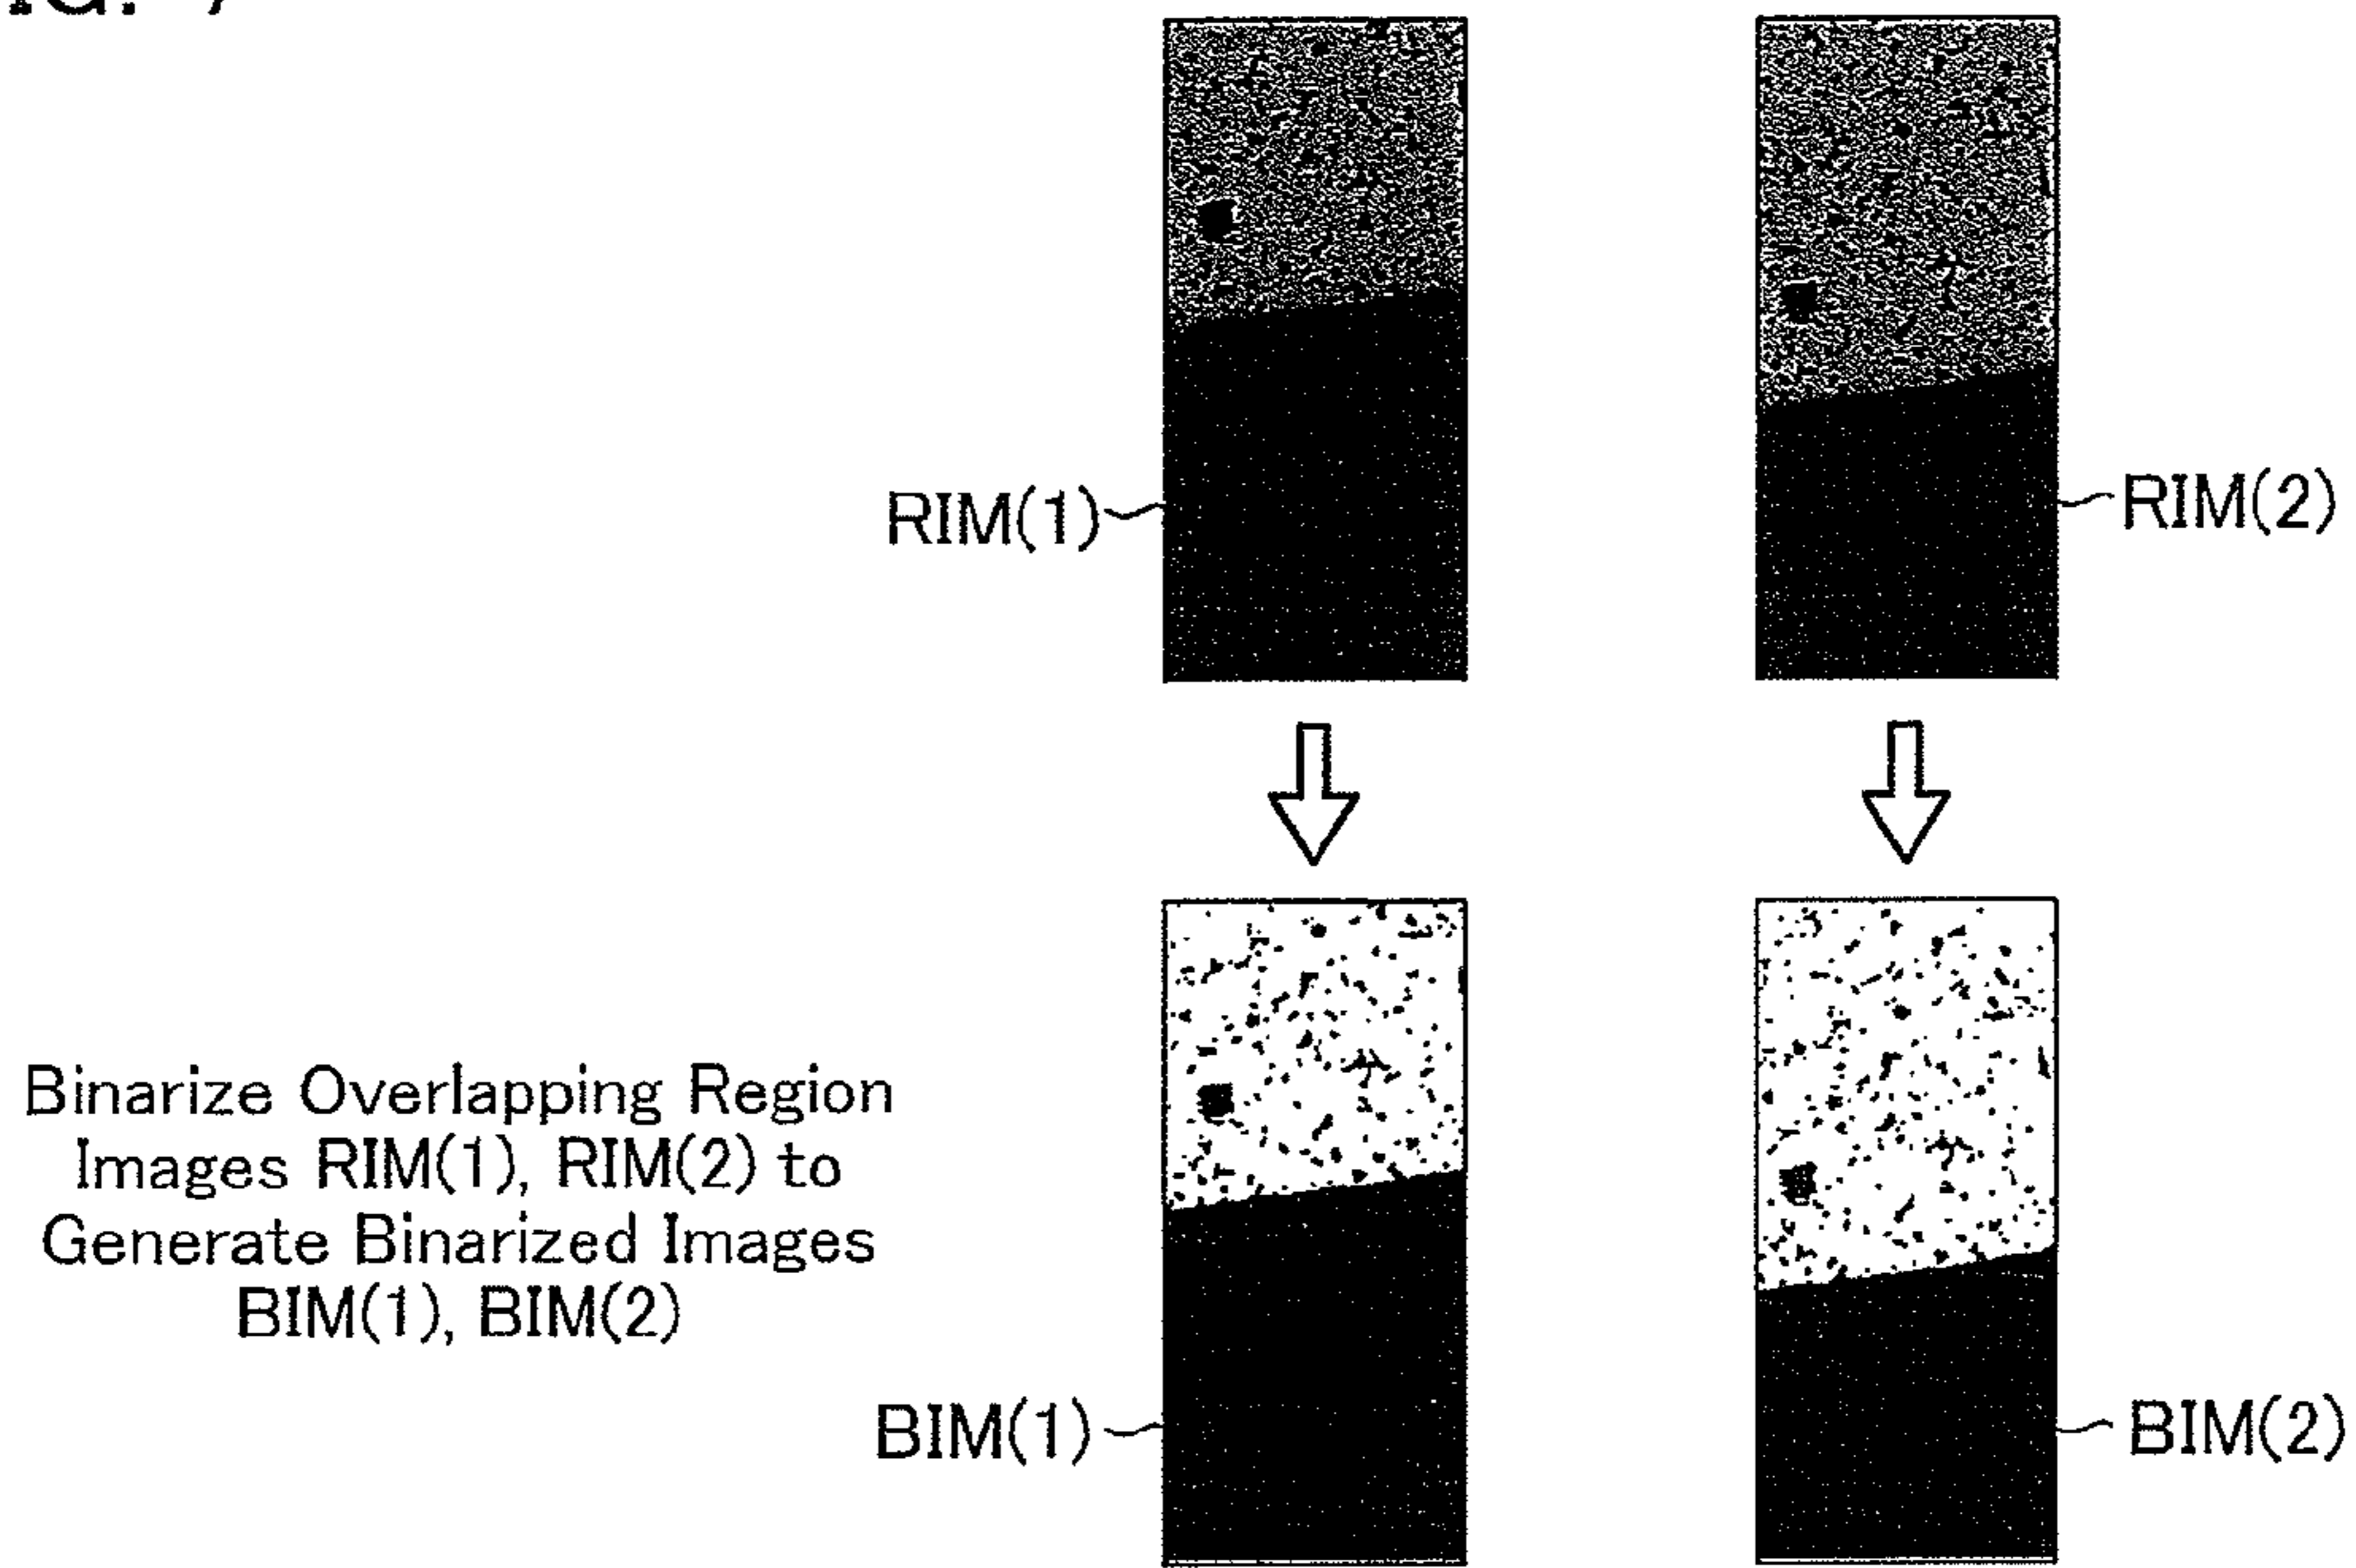 RIM(1)
RIM(2)
Binarize Overlapping Region
Images RIM(1), RIM(2) to
Generate Binarized Images
BIM(1), BIM(2)
BIM(1)
BIM(2)